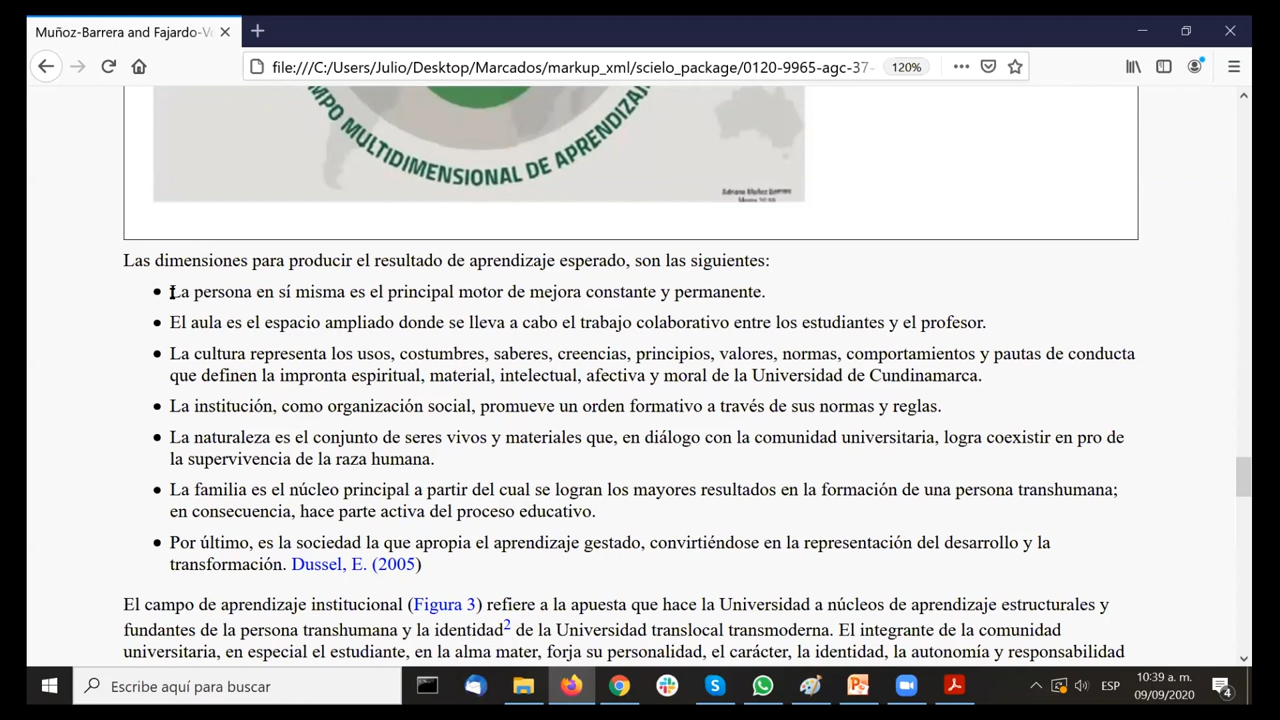 Muñoz-Barrera and Fajardo-V
file:///C:/Users/Julio/Desktop/Marcados/markup_xml/scielo_package/0120-9965-agc-37-
120%
CAMPO MULTIDIMENSIONAL DE APRENDIZA
Las dimensiones para producir el resultado de aprendizaje esperado, son las siguientes:
La persona en sí misma es el principal motor de mejora constante y permanente.
El aula es el espacio ampliado donde se lleva a cabo el trabajo colaborativo entre los estudiantes y el profesor.
La cultura representa los usos, costumbres, saberes, creencias, principios, valores, normas, comportamientos y pautas de conducta
que definen la impronta espiritual, material, intelectual, afectiva y moral de la Universidad de Cundinamarca.
La institución, como organización social, promueve un orden formativo a través de sus normas y reglas.
La naturaleza es el conjunto de seres vivos y materiales que, en diálogo con la comunidad universitaria, logra coexistir en pro de
la supervivencia de la raza humana.
La familia es el núcleo principal a partir del cual se logran los mayores resultados en la formación de una persona transhumana;
en consecuencia, hace parte activa del proceso educativo.
Por último, es la sociedad la que apropia el aprendizaje gestado, convirtiéndose en la representación del desarrollo y la
transformación. Dussel, E. (2005)
El campo de aprendizaje institucional (Figura 3) refiere a la apuesta que hace la Universidad a núcleos de aprendizaje estructurales y
fundantes de la persona transhumana y la identidad2 de la Universidad translocal transmoderna. El integrante de la comunidad
universitaria, en especial el estudiante, en la alma mater, forja su personalidad, el carácter, la identidad, la autonomía y responsabilidad
Escribe aquí para buscar
ESP
10:39 a. m.
09/09/2020
4